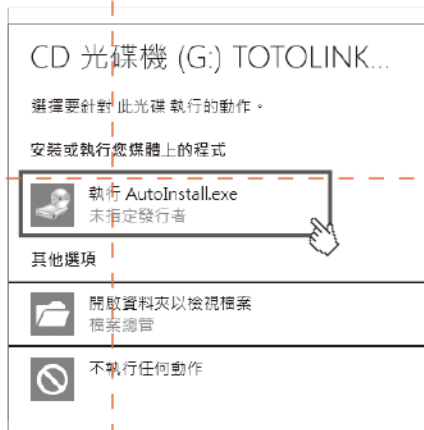 CD 光碟機 (G:) TOTOLINK...
選擇要針對 此光碟 執行的動作。
安裝或執行您媒體上的程式
執行 AutoInstall.exe
未指定發行者
其他選項
開啟資料夾以檢視檔案
檔案總管
不執行任何動作